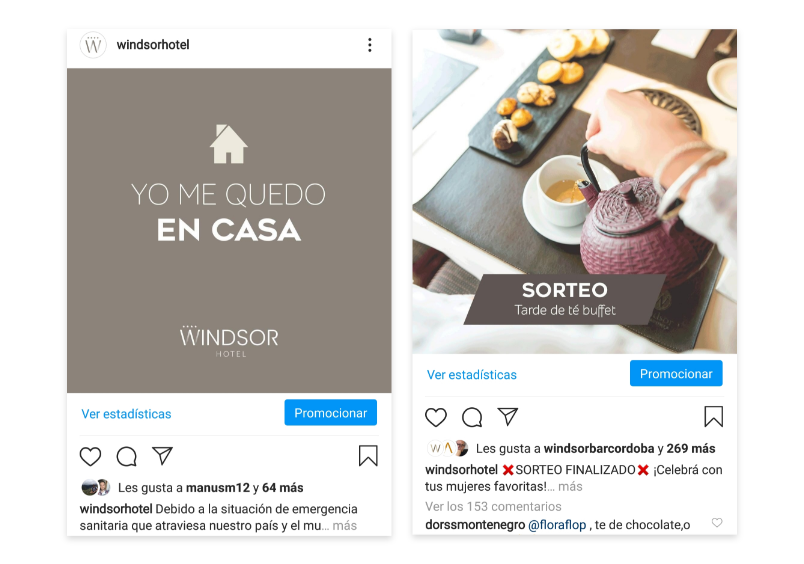 windsorhotel
YO ME QUEDO
EN CASA
WINDSOR
HOTEL
Ver estadísticas
Promocionar
Les gusta a manusm12 y 64 más
windsorhotel Debido a la situación de emergencia
sanitaria que atraviesa nuestro país y el mu... más
SORTEO
Tarde de té buffet
Ver estadísticas
Promocionar
Les gusta a windsorbarcordoba y 269 más
windsorhotel ❌SORTEO FINALIZADO❌ ¡Celebrá con
tus mujeres favoritas!... más
Ver los 153 comentarios
dorssmontenegro @floraflop , te de chocolate,o